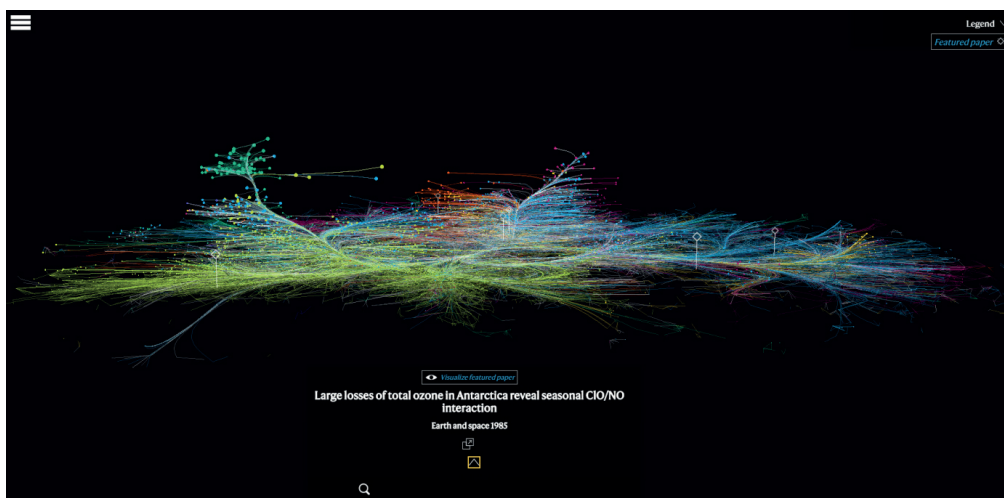 Legend
Featured paper
Visualize featured paper
Large losses of total ozone in Antarctica reveal seasonal ClO/NO
interaction
Earth and space 1985